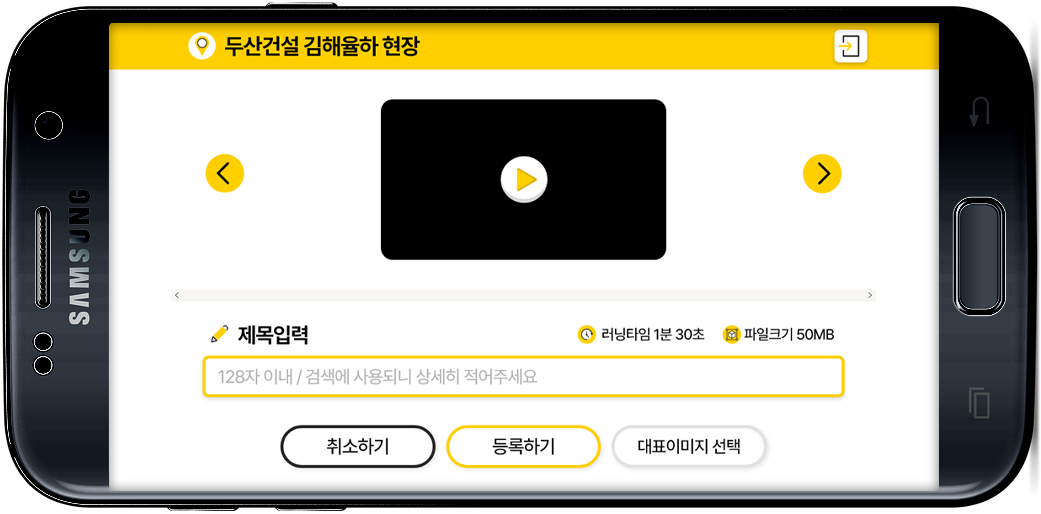 두산건설 김해율하 현장
SAMSUNG
제목입력
러닝타임 1분 30초
파일크기 50MB
128자 이내 / 검색에 사용되니 상세히 적어주세요
취소하기
등록하기
대표이미지 선택